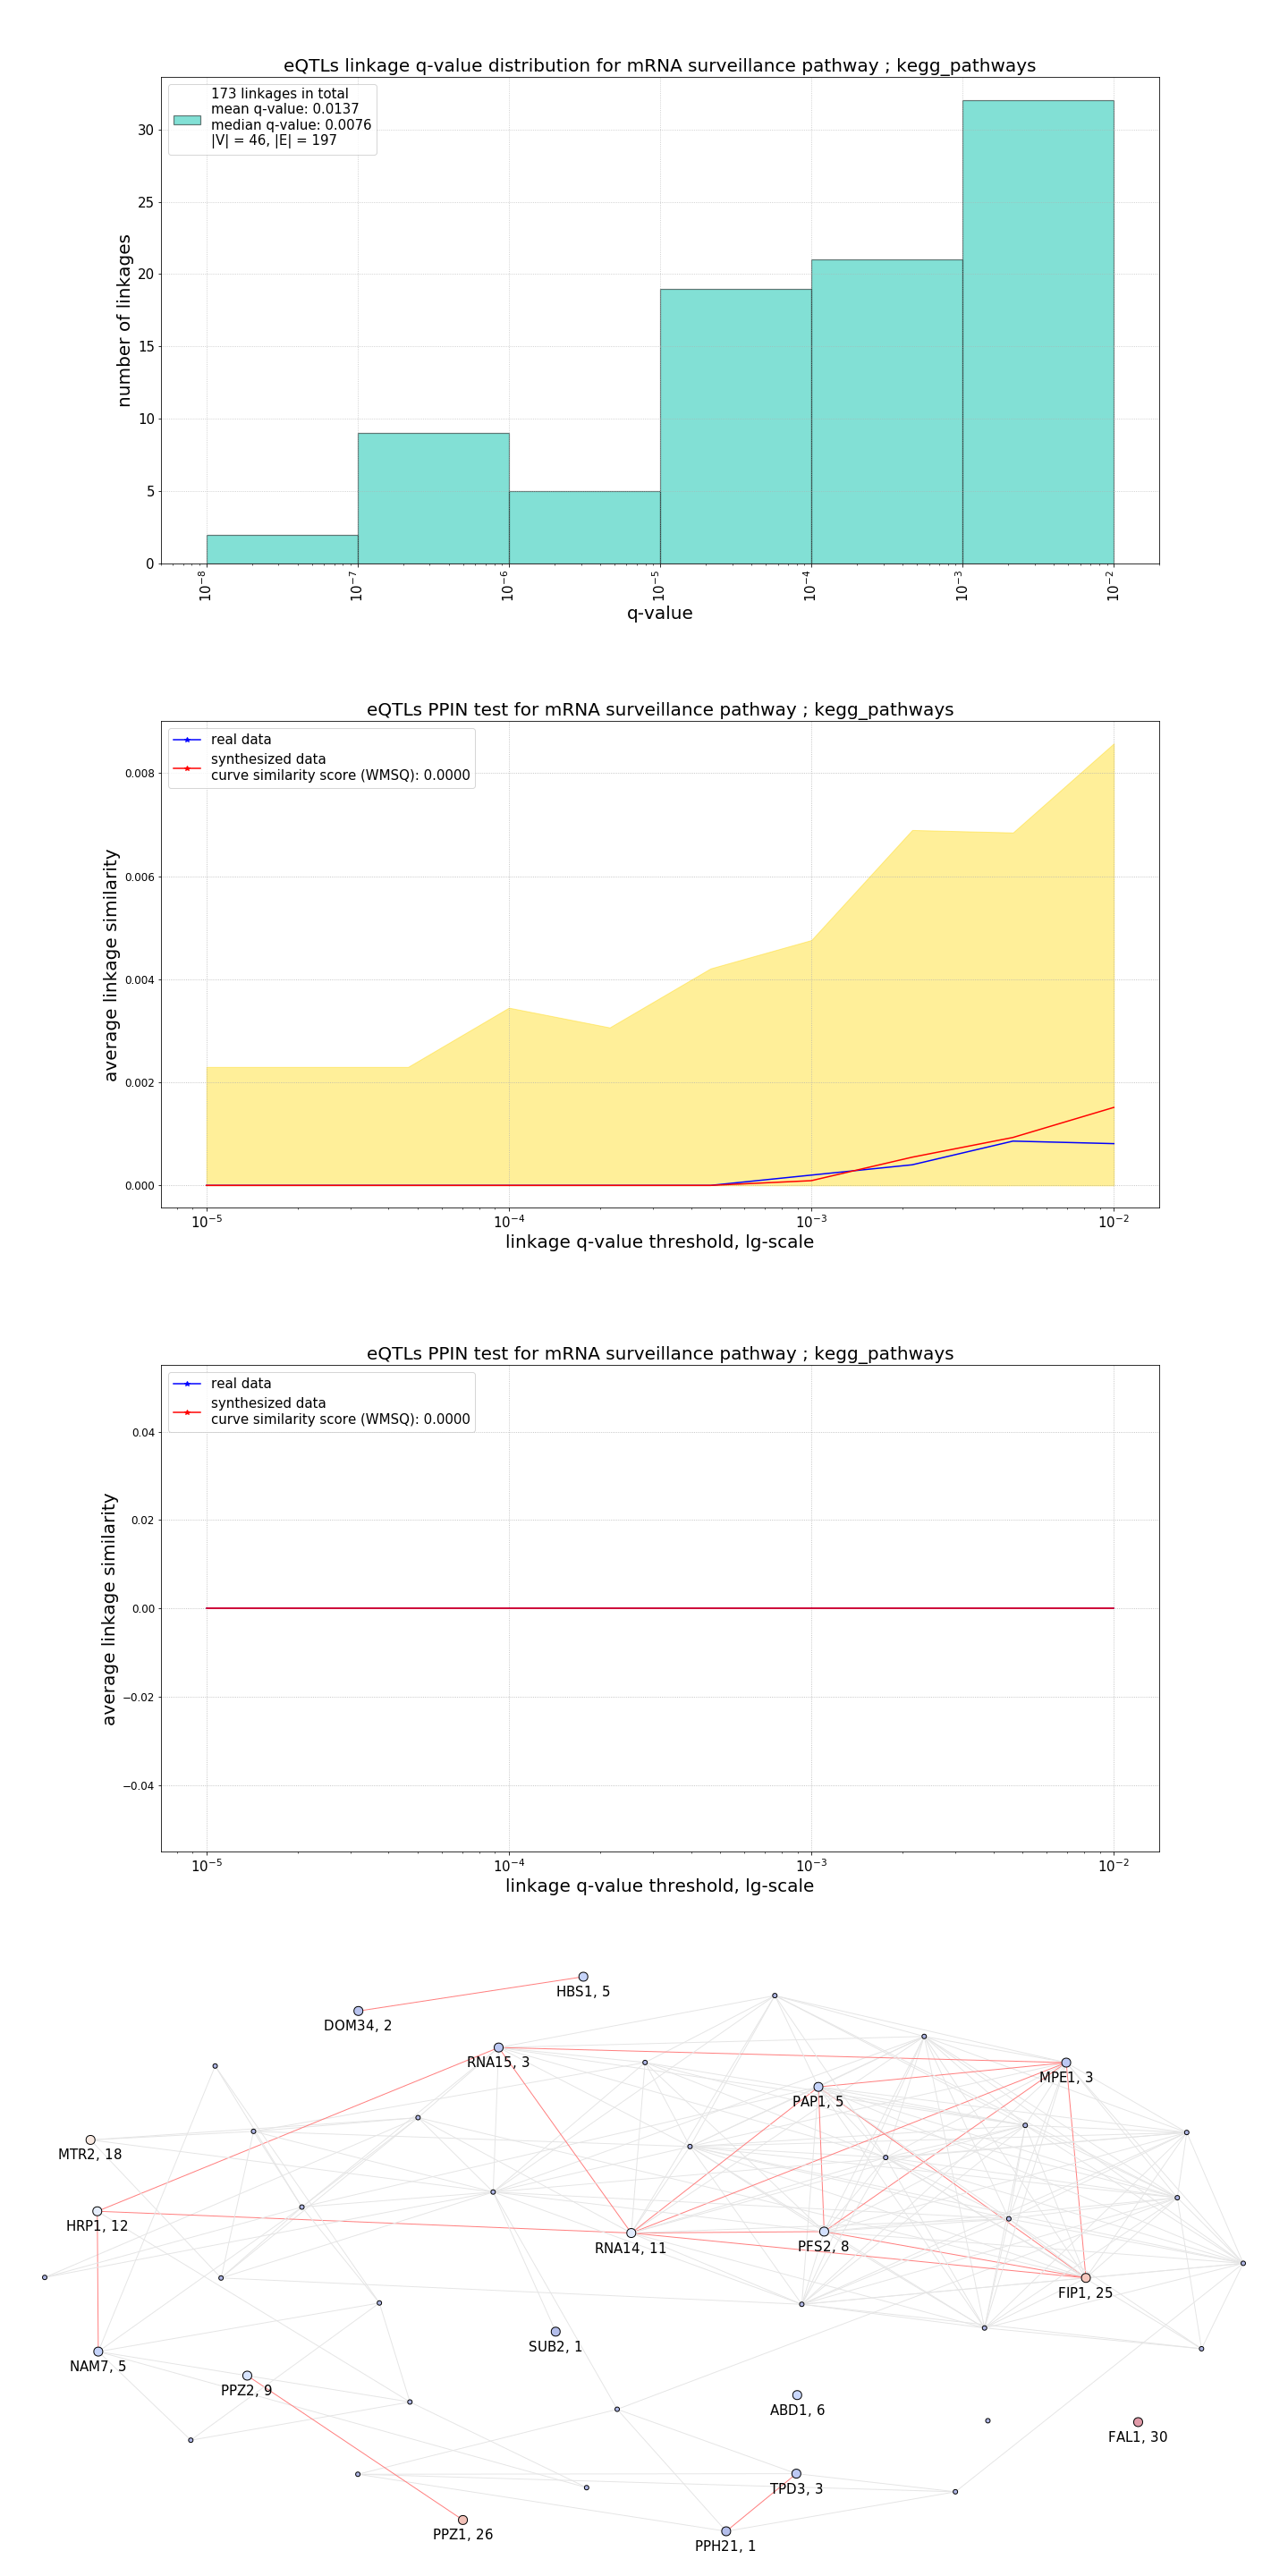 eQTLs linkage q-value distribution for mRNA surveillance pathway ; kegg_pathways
173 linkages in total
mean q-value: 0.0137
median q-value: 0.0076
|V| = 46, |E| = 197
number of linkages
30
25
20
15
10
5
0
10⁻⁸ 10⁻⁷ 10⁻⁶ 10⁻⁵ 10⁻⁴ 10⁻³ 10⁻²
q-value
eQTLs PPIN test for mRNA surveillance pathway ; kegg_pathways
real data
synthesized data
curve similarity score (WMSQ): 0.0000
average linkage similarity
0.008
0.006
0.004
0.002
0.000
10⁻⁵ 10⁻⁴ 10⁻³ 10⁻²
linkage q-value threshold, lg-scale
eQTLs PPIN test for mRNA surveillance pathway ; kegg_pathways
real data
synthesized data
curve similarity score (WMSQ): 0.0000
average linkage similarity
0.04
0.02
0.00
−0.02
−0.04
10⁻⁵ 10⁻⁴ 10⁻³ 10⁻²
linkage q-value threshold, lg-scale
HBS1, 5
DOM34, 2
RNA15, 3
MPE1, 3
PAP1, 5
MTR2, 18
HRP1, 12
RNA14, 11
PFS2, 8
FIP1, 25
SUB2, 1
NAM7, 5
PPZ2, 9
ABD1, 6
FAL1, 30
TPD3, 3
PPZ1, 26
PPH21, 1